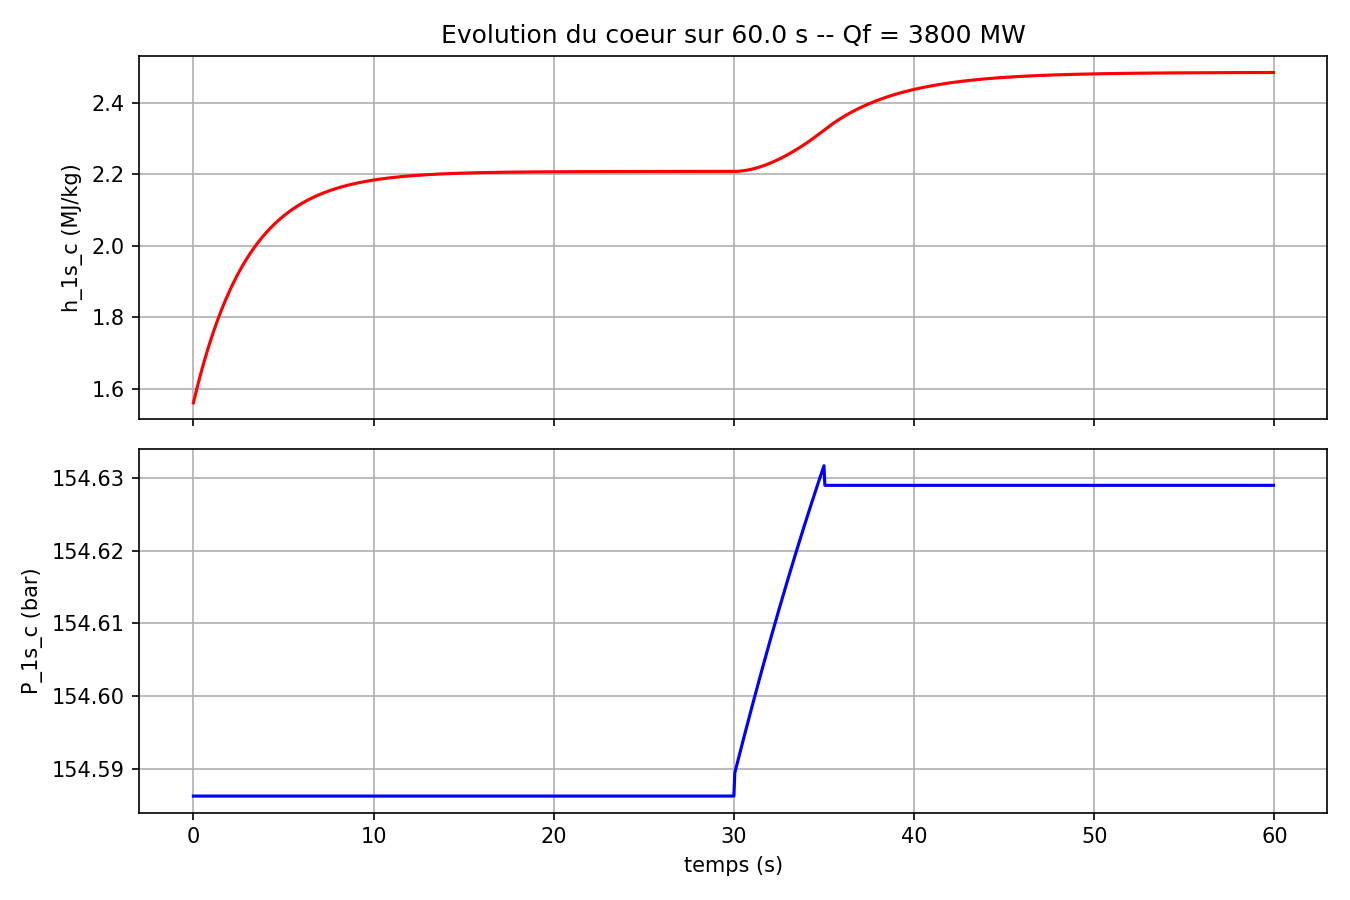 Evolution du coeur sur 60.0 s -- Qf = 3800 MW
h_1s_c (MJ/kg)
2.4
2.2
2.0
1.8
1.6
P_1s_c (bar)
154.63
154.62
154.61
154.60
154.59
0 10 20 30 40 50 60
temps (s)